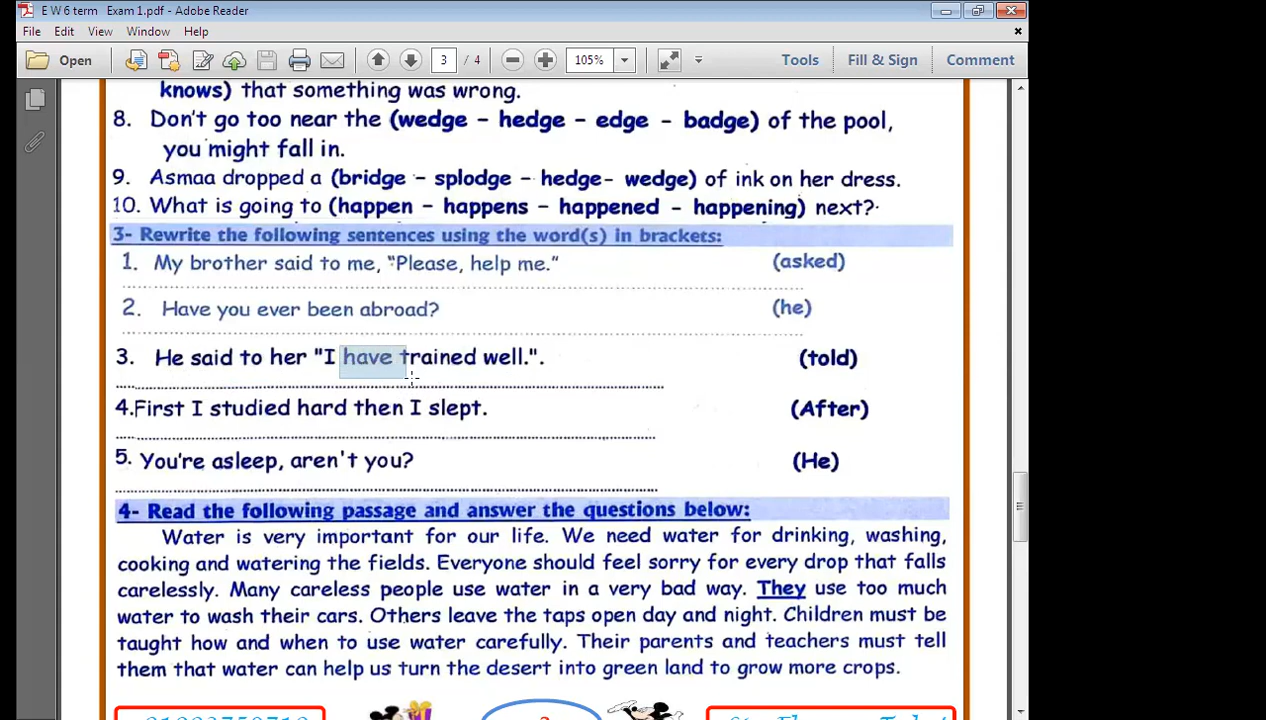 E W 6 term   Exam 1.pdf - Adobe Reader
File Edit View Window Help
Open 3 / 4 105% Tools Fill & Sign Comment
knows) that something was wrong.
8. Don't go too near the (wedge - hedge - edge - badge) of the pool,
you might fall in.
9. Asmaa dropped a (bridge - splodge - hedge- wedge) of ink on her dress.
10. What is going to (happen - happens - happened - happening) next?
3- Rewrite the following sentences using the word(s) in brackets:
1. My brother said to me, "Please, help me." (asked)
2. Have you ever been abroad? (he)
3. He said to her "I have trained well.". (told)
4.First I studied hard then I slept. (After)
5. You're asleep, aren't you? (He)
4- Read the following passage and answer the questions below:
Water is very important for our life. We need water for drinking, washing,
cooking and watering the fields. Everyone should feel sorry for every drop that falls
carelessly. Many careless people use water in a very bad way. They use too much
water to wash their cars. Others leave the taps open day and night. Children must be
taught how and when to use water carefully. Their parents and teachers must tell
them that water can help us turn the desert into green land to grow more crops.